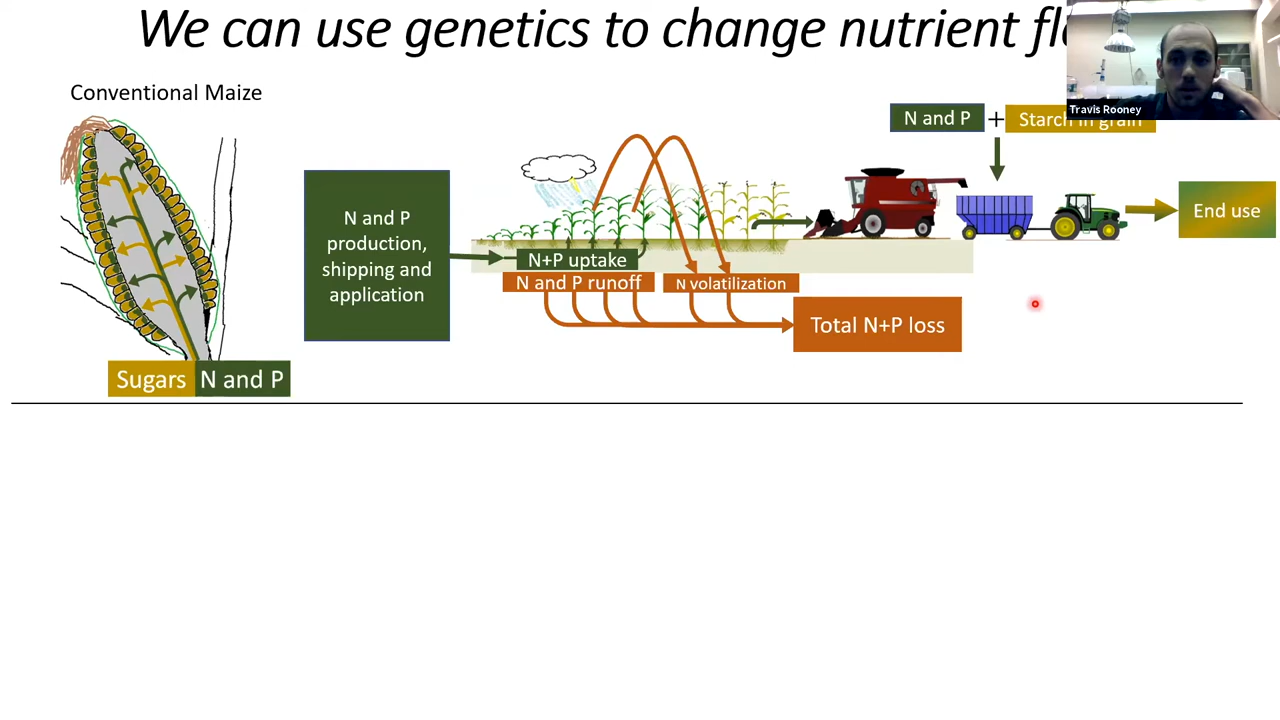 We can use genetics to change nutrient
Travis Rooney
Conventional Maize
N and P + Starch in grain
N and P
production,
shipping and
application
End use
N+P uptake
N and P runoff
N volatilization
Total N+P loss
Sugars N and P